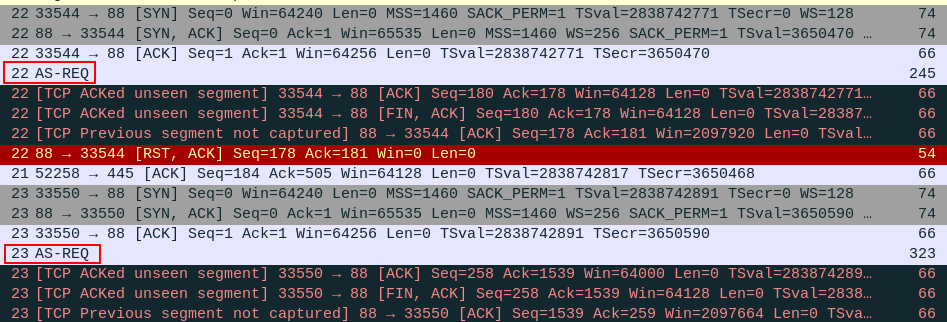 22 33544 → 88 [SYN] Seq=0 Win=64240 Len=0 MSS=1460 SACK_PERM=1 TSval=2838742771 TSecr=0 WS=128 74
22 88 → 33544 [SYN, ACK] Seq=0 Ack=1 Win=65535 Len=0 MSS=1460 WS=256 SACK_PERM=1 TSval=3650470 … 74
22 33544 → 88 [ACK] Seq=1 Ack=1 Win=64256 Len=0 TSval=2838742771 TSecr=3650470 66
22 AS-REQ 245
22 [TCP ACKed unseen segment] 33544 → 88 [ACK] Seq=180 Ack=178 Win=64128 Len=0 TSval=2838742771… 66
22 [TCP ACKed unseen segment] 33544 → 88 [FIN, ACK] Seq=180 Ack=178 Win=64128 Len=0 TSval=28387… 66
22 [TCP Previous segment not captured] 88 → 33544 [ACK] Seq=178 Ack=181 Win=2097920 Len=0 TSval… 66
22 88 → 33544 [RST, ACK] Seq=178 Ack=181 Win=0 Len=0 54
21 52258 → 445 [ACK] Seq=184 Ack=505 Win=64128 Len=0 TSval=2838742817 TSecr=3650468 66
23 33550 → 88 [SYN] Seq=0 Win=64240 Len=0 MSS=1460 SACK_PERM=1 TSval=2838742891 TSecr=0 WS=128 74
23 88 → 33550 [SYN, ACK] Seq=0 Ack=1 Win=65535 Len=0 MSS=1460 WS=256 SACK_PERM=1 TSval=3650590 … 74
23 33550 → 88 [ACK] Seq=1 Ack=1 Win=64256 Len=0 TSval=2838742891 TSecr=3650590 66
23 AS-REQ 323
23 [TCP ACKed unseen segment] 33550 → 88 [ACK] Seq=258 Ack=1539 Win=64000 Len=0 TSval=283874289… 66
23 [TCP ACKed unseen segment] 33550 → 88 [FIN, ACK] Seq=258 Ack=1539 Win=64128 Len=0 TSval=2838… 66
23 [TCP Previous segment not captured] 88 → 33550 [ACK] Seq=1539 Ack=259 Win=2097664 Len=0 TSva… 66